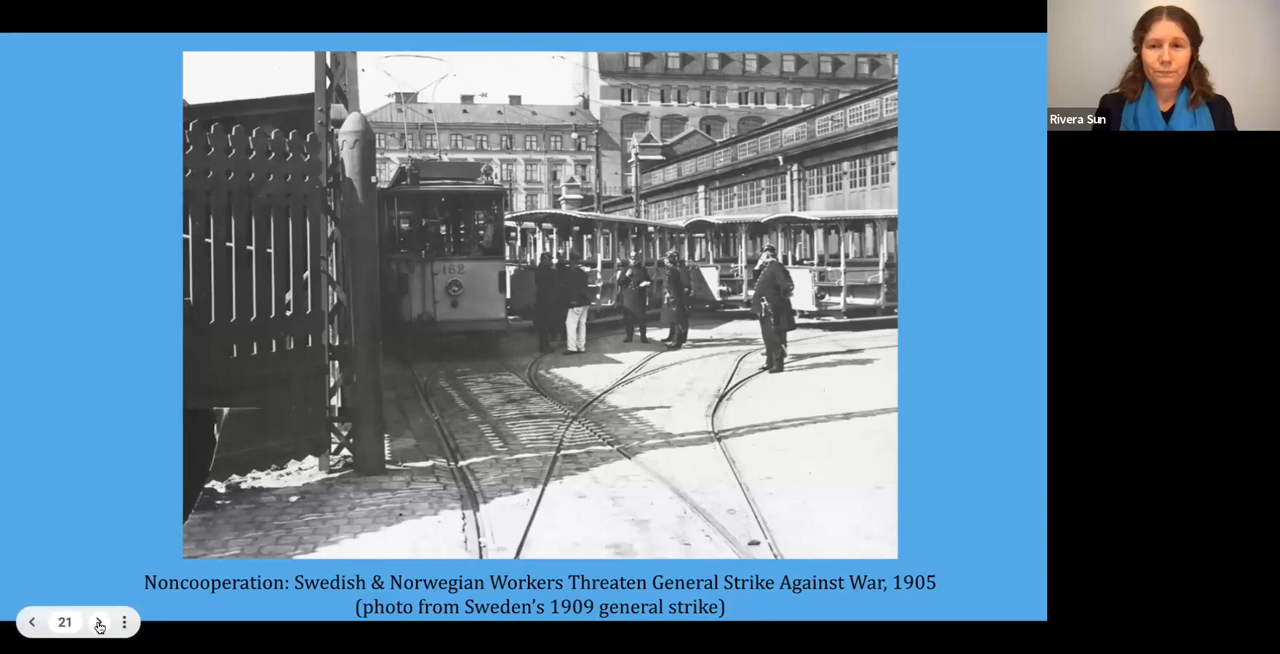 Rivera Sun
162
Noncooperation: Swedish & Norwegian Workers Threaten General Strike Against War, 1905
(photo from Sweden's 1909 general strike)
21